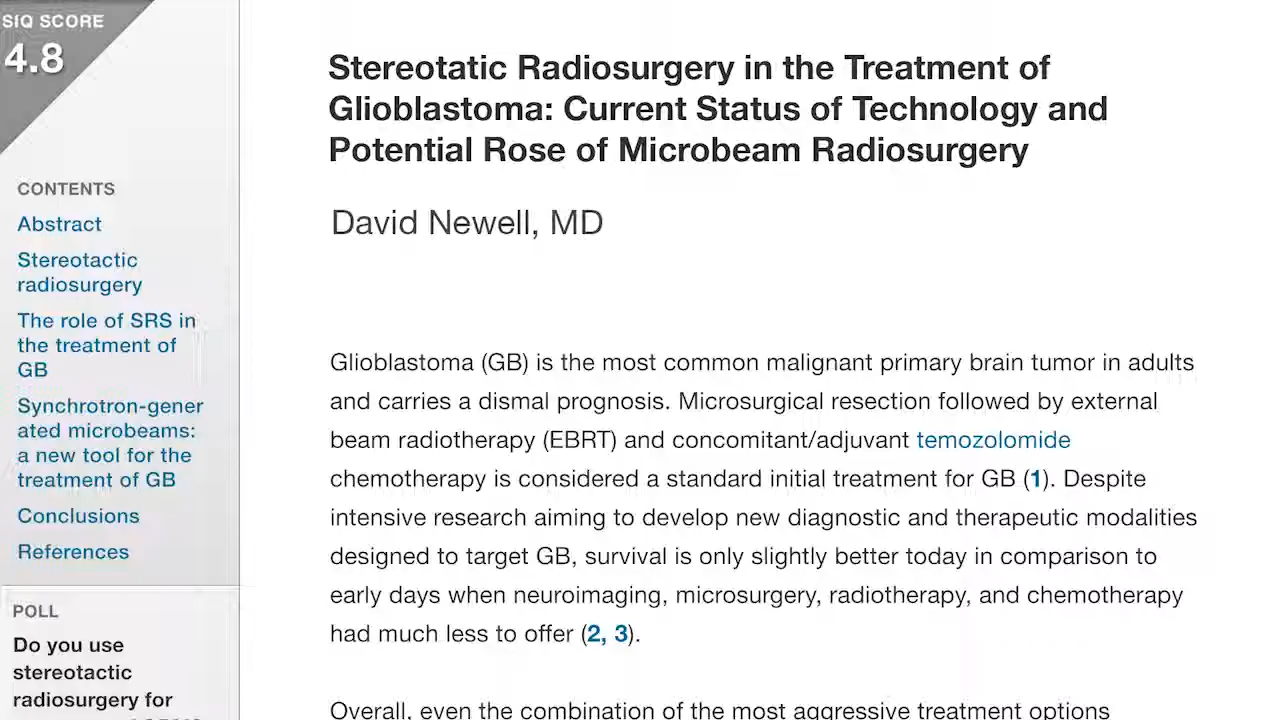 SIQ SCORE
4.8
CONTENTS
Abstract
Stereotactic
radiosurgery
The role of SRS in
the treatment of
GB
Synchrotron-gener
ated microbeams:
a new tool for the
treatment of GB
Conclusions
References
POLL
Do you use
stereotactic
radiosurgery for
Stereotatic Radiosurgery in the Treatment of
Glioblastoma: Current Status of Technology and
Potential Rose of Microbeam Radiosurgery
David Newell, MD
Glioblastoma (GB) is the most common malignant primary brain tumor in adults
and carries a dismal prognosis. Microsurgical resection followed by external
beam radiotherapy (EBRT) and concomitant/adjuvant temozolomide
chemotherapy is considered a standard initial treatment for GB (1). Despite
intensive research aiming to develop new diagnostic and therapeutic modalities
designed to target GB, survival is only slightly better today in comparison to
early days when neuroimaging, microsurgery, radiotherapy, and chemotherapy
had much less to offer (2, 3).
Overall, even the combination of the most aggressive treatment options